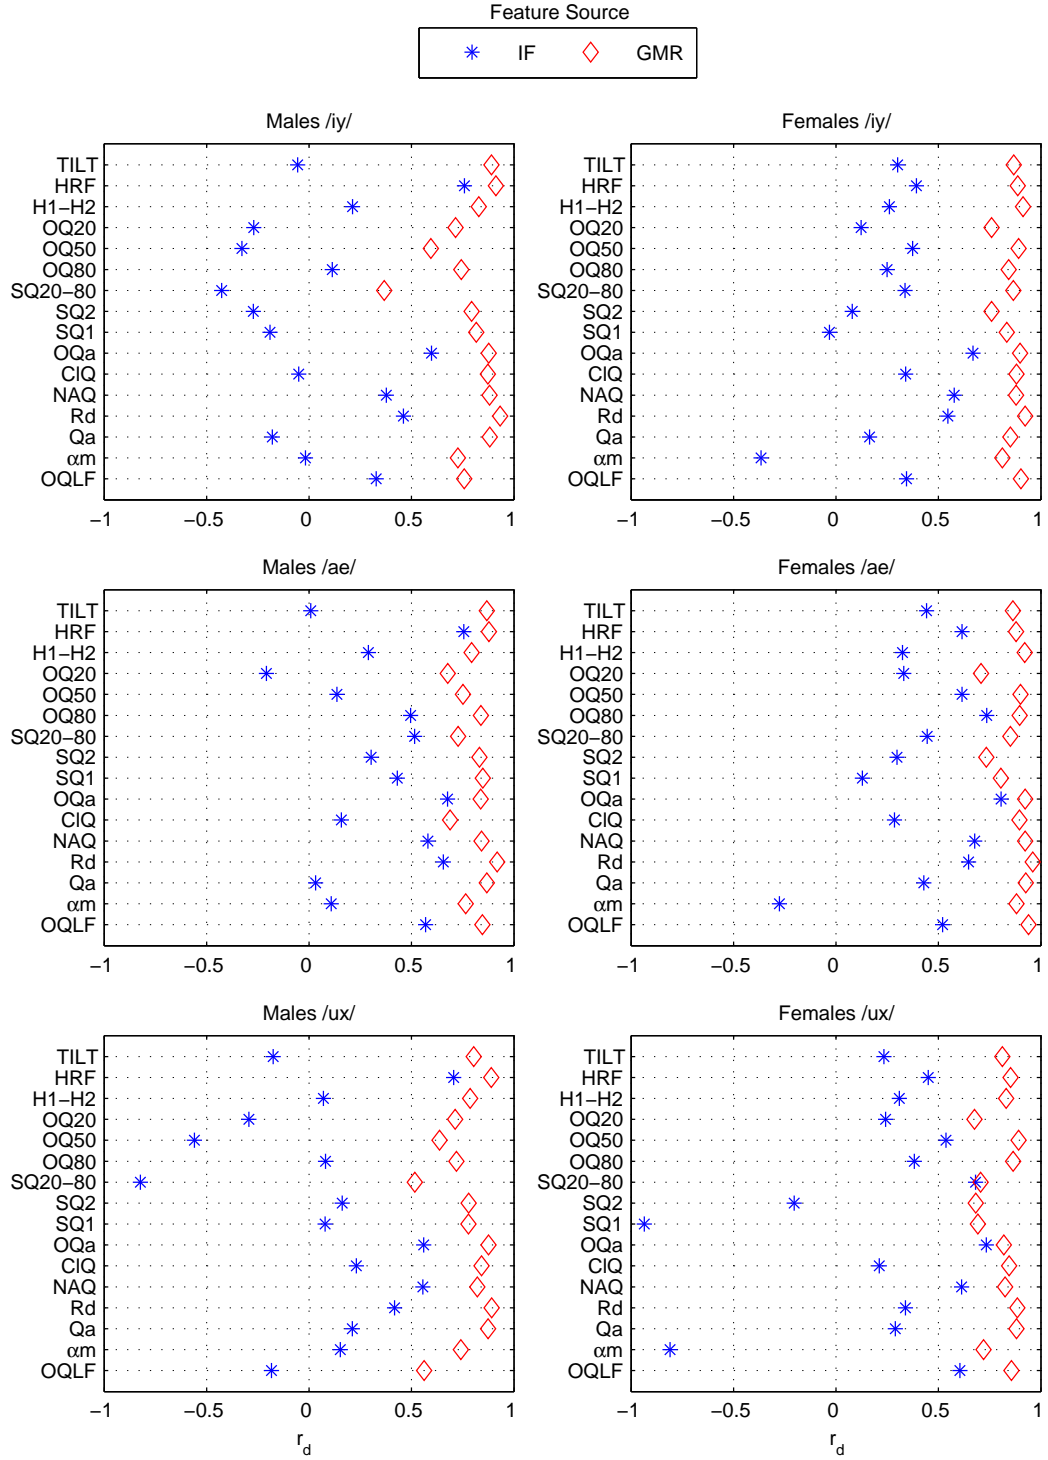 Feature Source
IF GMR
Males /iy/
TILT
HRF
H1−H2
OQ20
OQ50
OQ80
SQ20−80
SQ2
SQ1
OQa
ClQ
NAQ
Rd
Qa
αm
OQLF
−1 −0.5 0 0.5 1
Females /iy/
TILT
HRF
H1−H2
OQ20
OQ50
OQ80
SQ20−80
SQ2
SQ1
OQa
ClQ
NAQ
Rd
Qa
αm
OQLF
−1 −0.5 0 0.5 1
Males /ae/
TILT
HRF
H1−H2
OQ20
OQ50
OQ80
SQ20−80
SQ2
SQ1
OQa
ClQ
NAQ
Rd
Qa
αm
OQLF
−1 −0.5 0 0.5 1
Females /ae/
TILT
HRF
H1−H2
OQ20
OQ50
OQ80
SQ20−80
SQ2
SQ1
OQa
ClQ
NAQ
Rd
Qa
αm
OQLF
−1 −0.5 0 0.5 1
Males /ux/
TILT
HRF
H1−H2
OQ20
OQ50
OQ80
SQ20−80
SQ2
SQ1
OQa
ClQ
NAQ
Rd
Qa
αm
OQLF
−1 −0.5 0 0.5 1
r_d
Females /ux/
TILT
HRF
H1−H2
OQ20
OQ50
OQ80
SQ20−80
SQ2
SQ1
OQa
ClQ
NAQ
Rd
Qa
αm
OQLF
−1 −0.5 0 0.5 1
r_d